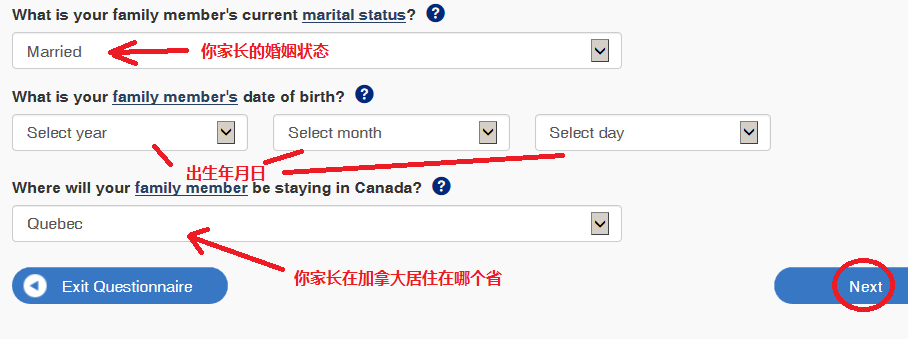 What is your family member's current marital status? ?
Married
你家长的婚姻状态
What is your family member's date of birth? ?
Select year Select month Select day
出生年月日
Where will your family member be staying in Canada? ?
Quebec
你家长在加拿大居住在哪个省
Exit Questionnaire Next